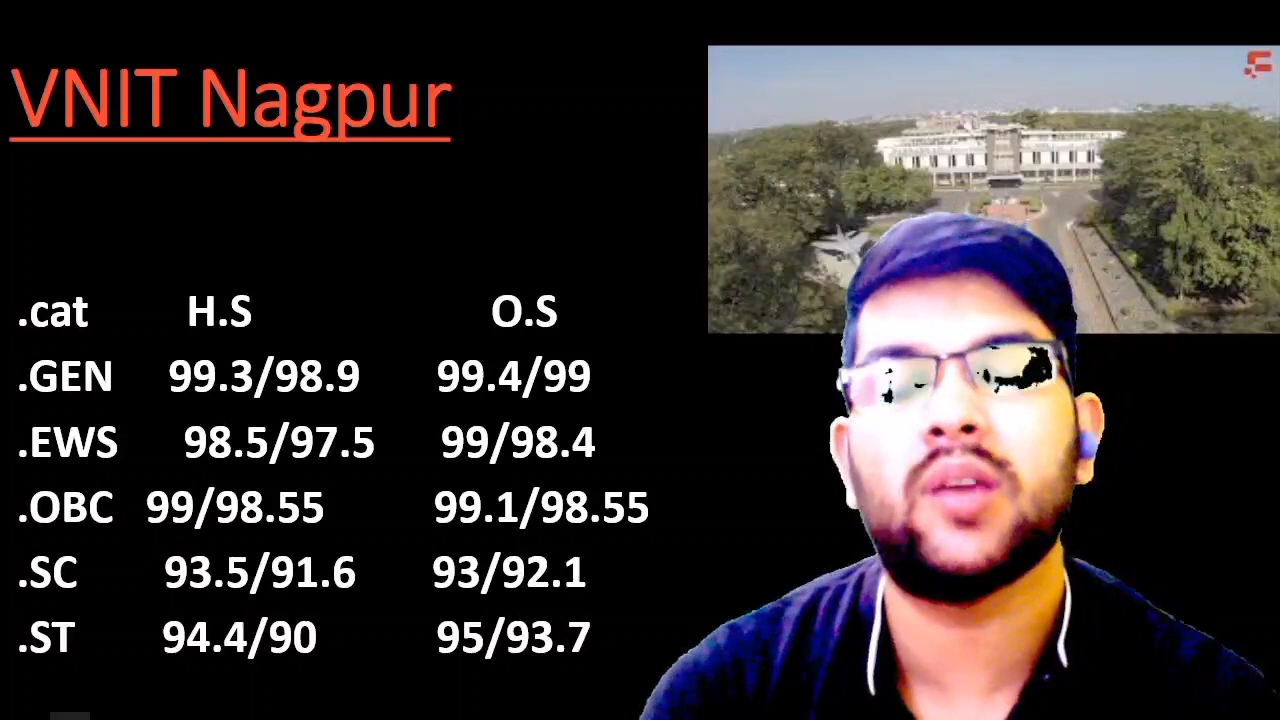 VNIT Nagpur
.cat H.S O.S
.GEN 99.3/98.9 99.4/99
.EWS 98.5/97.5 99/98.4
.OBC 99/98.55 99.1/98.55
.SC 93.5/91.6 93/92.1
.ST 94.4/90 95/93.7